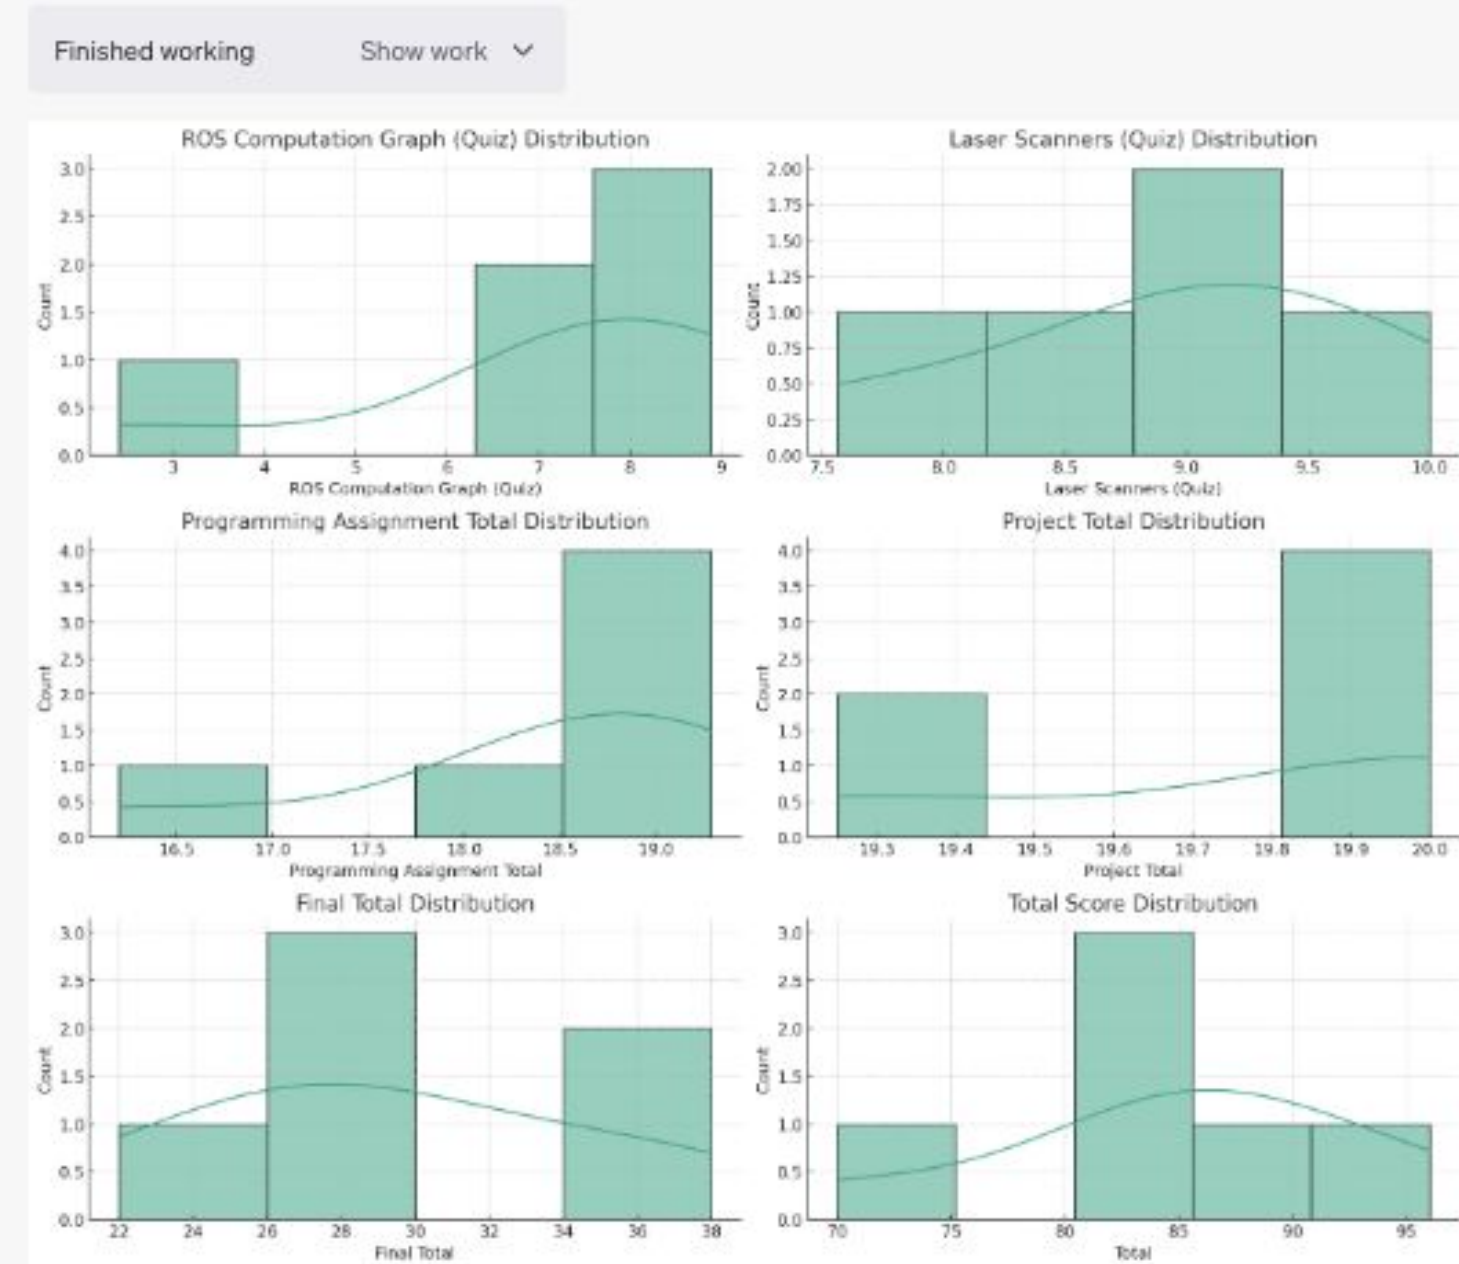 Finished working Show work
ROS Computation Graph (Quiz) Distribution
3.0
2.5
2.0
1.5
1.0
0.5
0.0
Count
3 4 5 6 7 8 9
ROS Computation Graph (Quiz)
Laser Scanners (Quiz) Distribution
2.00
1.75
1.50
1.25
1.00
0.75
0.50
0.25
0.00
Count
7.5 8.0 8.5 9.0 9.5 10.0
Laser Scanners (Quiz)
Programming Assignment Total Distribution
4.0
3.5
3.0
2.5
2.0
1.5
1.0
0.5
0.0
Count
16.5 17.0 17.5 18.0 18.5 19.0
Programming Assignment Total
Project Total Distribution
4.0
3.5
3.0
2.5
2.0
1.5
1.0
0.5
0.0
Count
19.3 19.4 19.5 19.6 19.7 19.8 19.9 20.0
Project Total
Final Total Distribution
3.0
2.5
2.0
1.5
1.0
0.5
0.0
Count
22 24 26 28 30 32 34 36 38
Final Total
Total Score Distribution
3.0
2.5
2.0
1.5
1.0
0.5
0.0
Count
70 75 80 85 90 95
Total